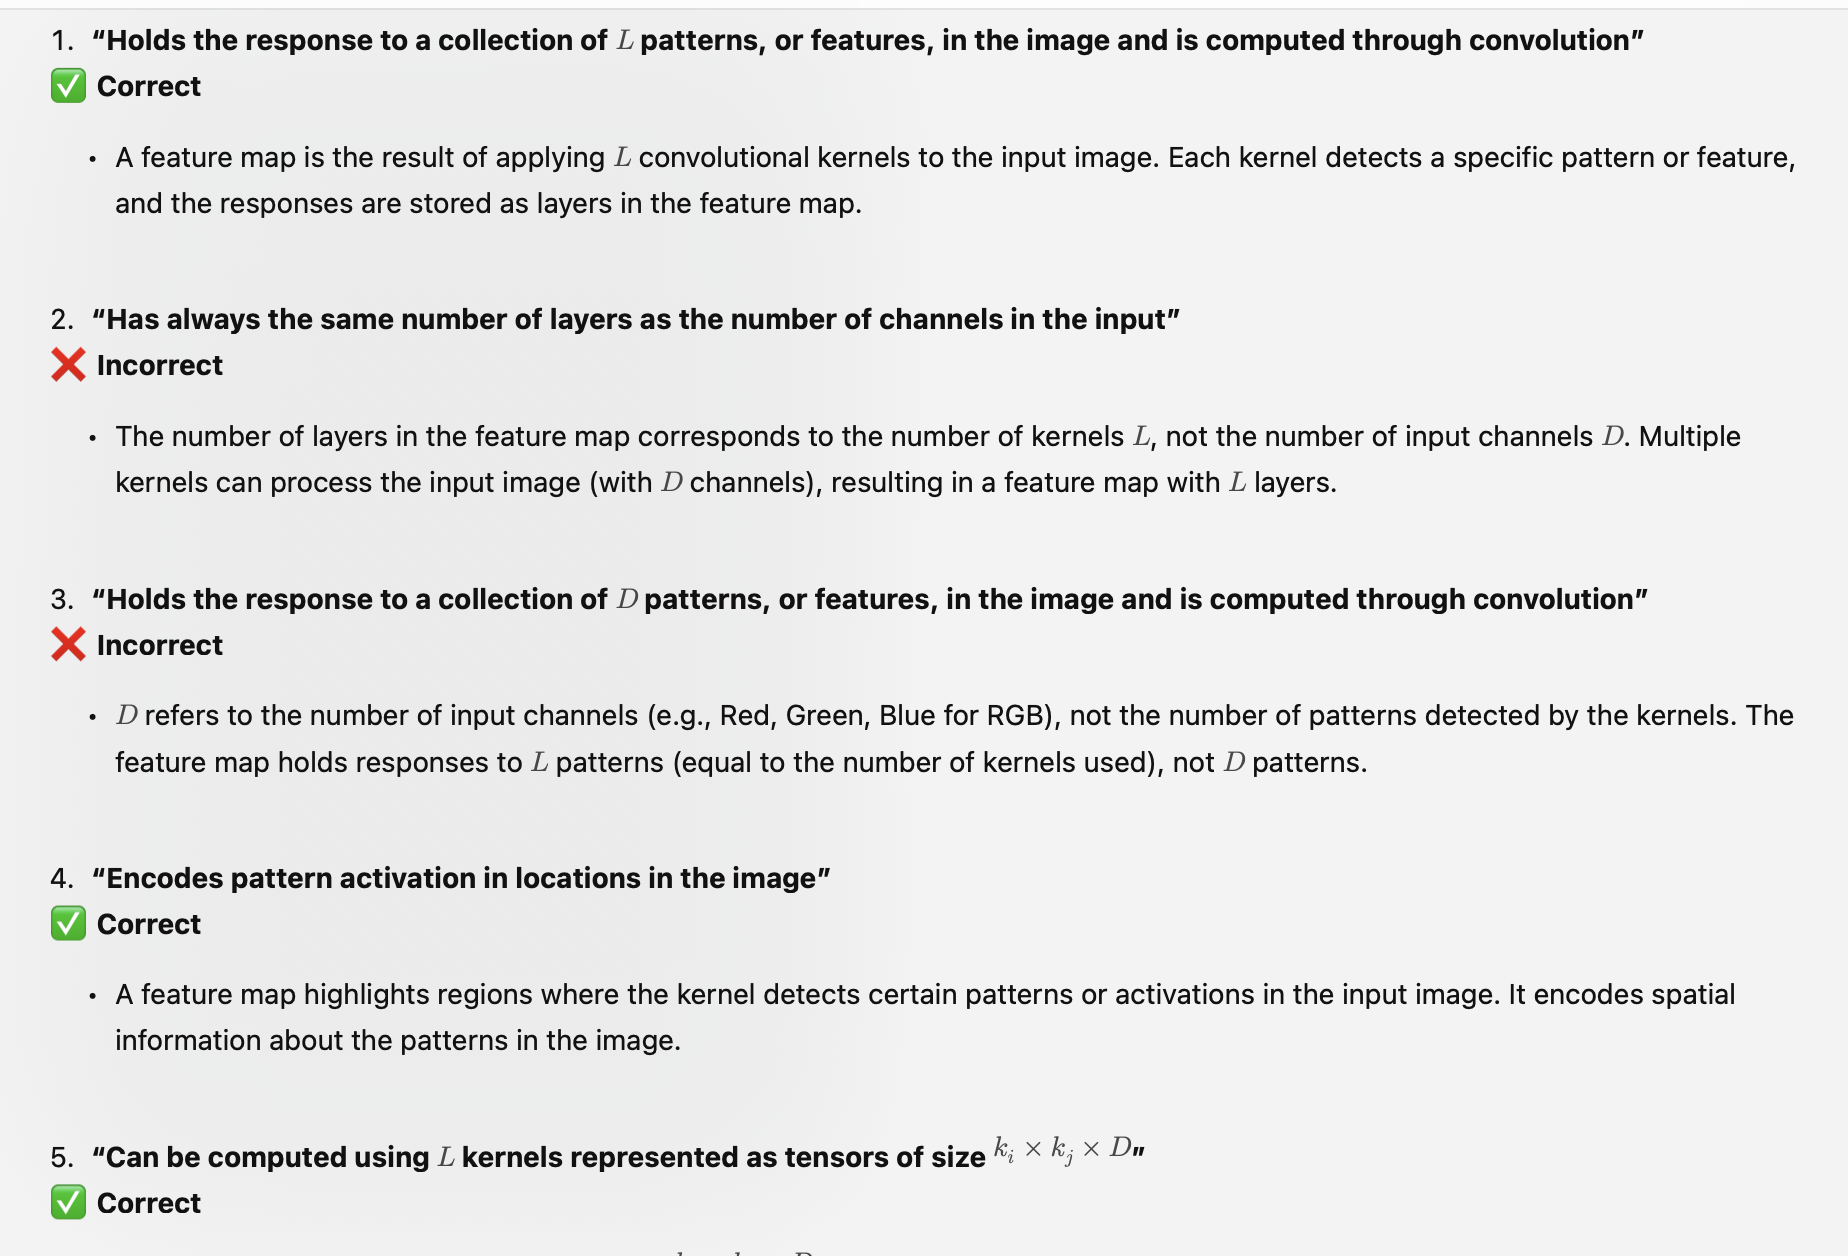 1. “Holds the response to a collection of L patterns, or features, in the image and is computed through convolution”
✅ Correct
• A feature map is the result of applying L convolutional kernels to the input image. Each kernel detects a specific pattern or feature,
and the responses are stored as layers in the feature map.
2. “Has always the same number of layers as the number of channels in the input”
❌ Incorrect
• The number of layers in the feature map corresponds to the number of kernels L, not the number of input channels D. Multiple
kernels can process the input image (with D channels), resulting in a feature map with L layers.
3. “Holds the response to a collection of D patterns, or features, in the image and is computed through convolution”
❌ Incorrect
• D refers to the number of input channels (e.g., Red, Green, Blue for RGB), not the number of patterns detected by the kernels. The
feature map holds responses to L patterns (equal to the number of kernels used), not D patterns.
4. “Encodes pattern activation in locations in the image”
✅ Correct
• A feature map highlights regions where the kernel detects certain patterns or activations in the input image. It encodes spatial
information about the patterns in the image.
5. “Can be computed using L kernels represented as tensors of size k_i × k_j × D”
✅ Correct